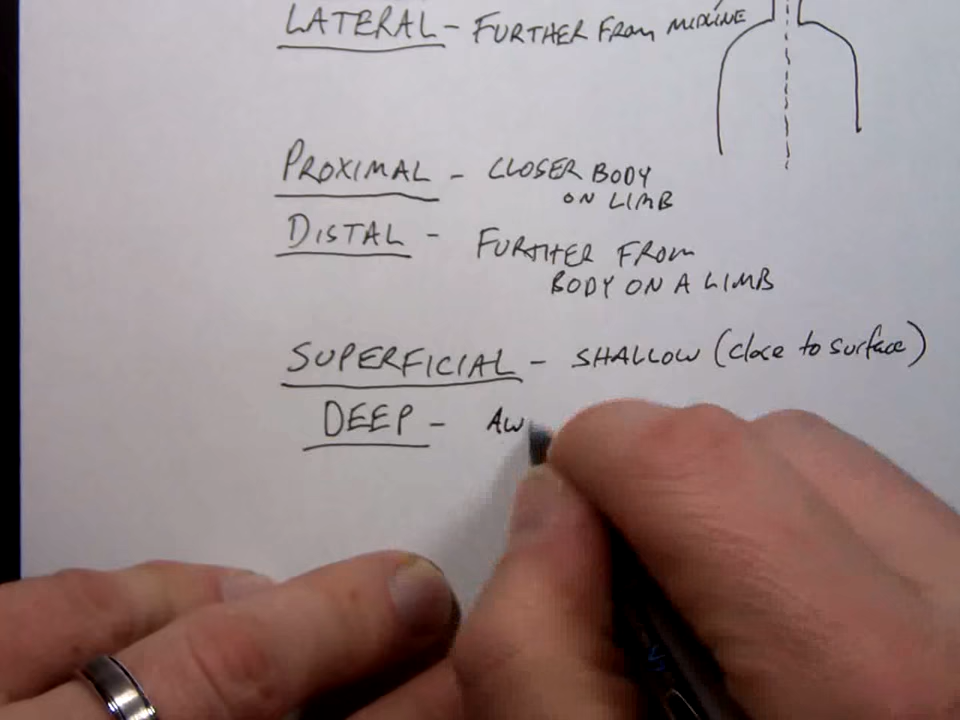 LATERAL - FURTHER FROM MIDLINE
PROXIMAL - CLOSER BODY
ON LIMB
DISTAL - FURTHER FROM
BODY ON A LIMB
SUPERFICIAL - SHALLOW (close to surface)
DEEP - AW